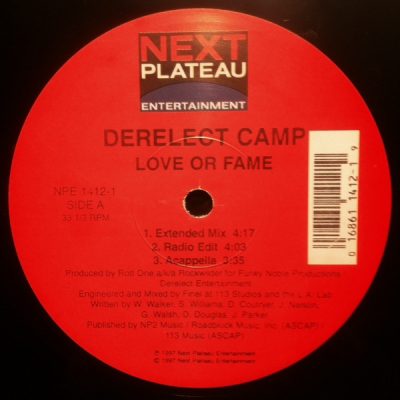 NEXT
PLATEAU
ENTERTAINMENT
DERELECT CAMP
LOVE OR FAME
NPE 1412-1
SIDE A
33 1/3 RPM
1. Extended Mix 4:17
2. Radio Edit 4:03
3. Acappella 3:35
Produced by Rod One a/k/a Rockwilder for Funky Noble Productions
Derelect Entertainment
Engineered and Mixed by Finei at 113 Studios and the L.A. Lab
Written by W. Walker, S. Williams, D. Coulrier, J. Nelson,
G. Walsh, D. Douglas, J. Parker
Published by NP2 Music / Roadbruck Music, Inc. (ASCAP) /
113 Music (ASCAP)
℗ 1997 Next Plateau Entertainment
© 1997 Next Plateau Entertainment
0 16861 1412-1 9